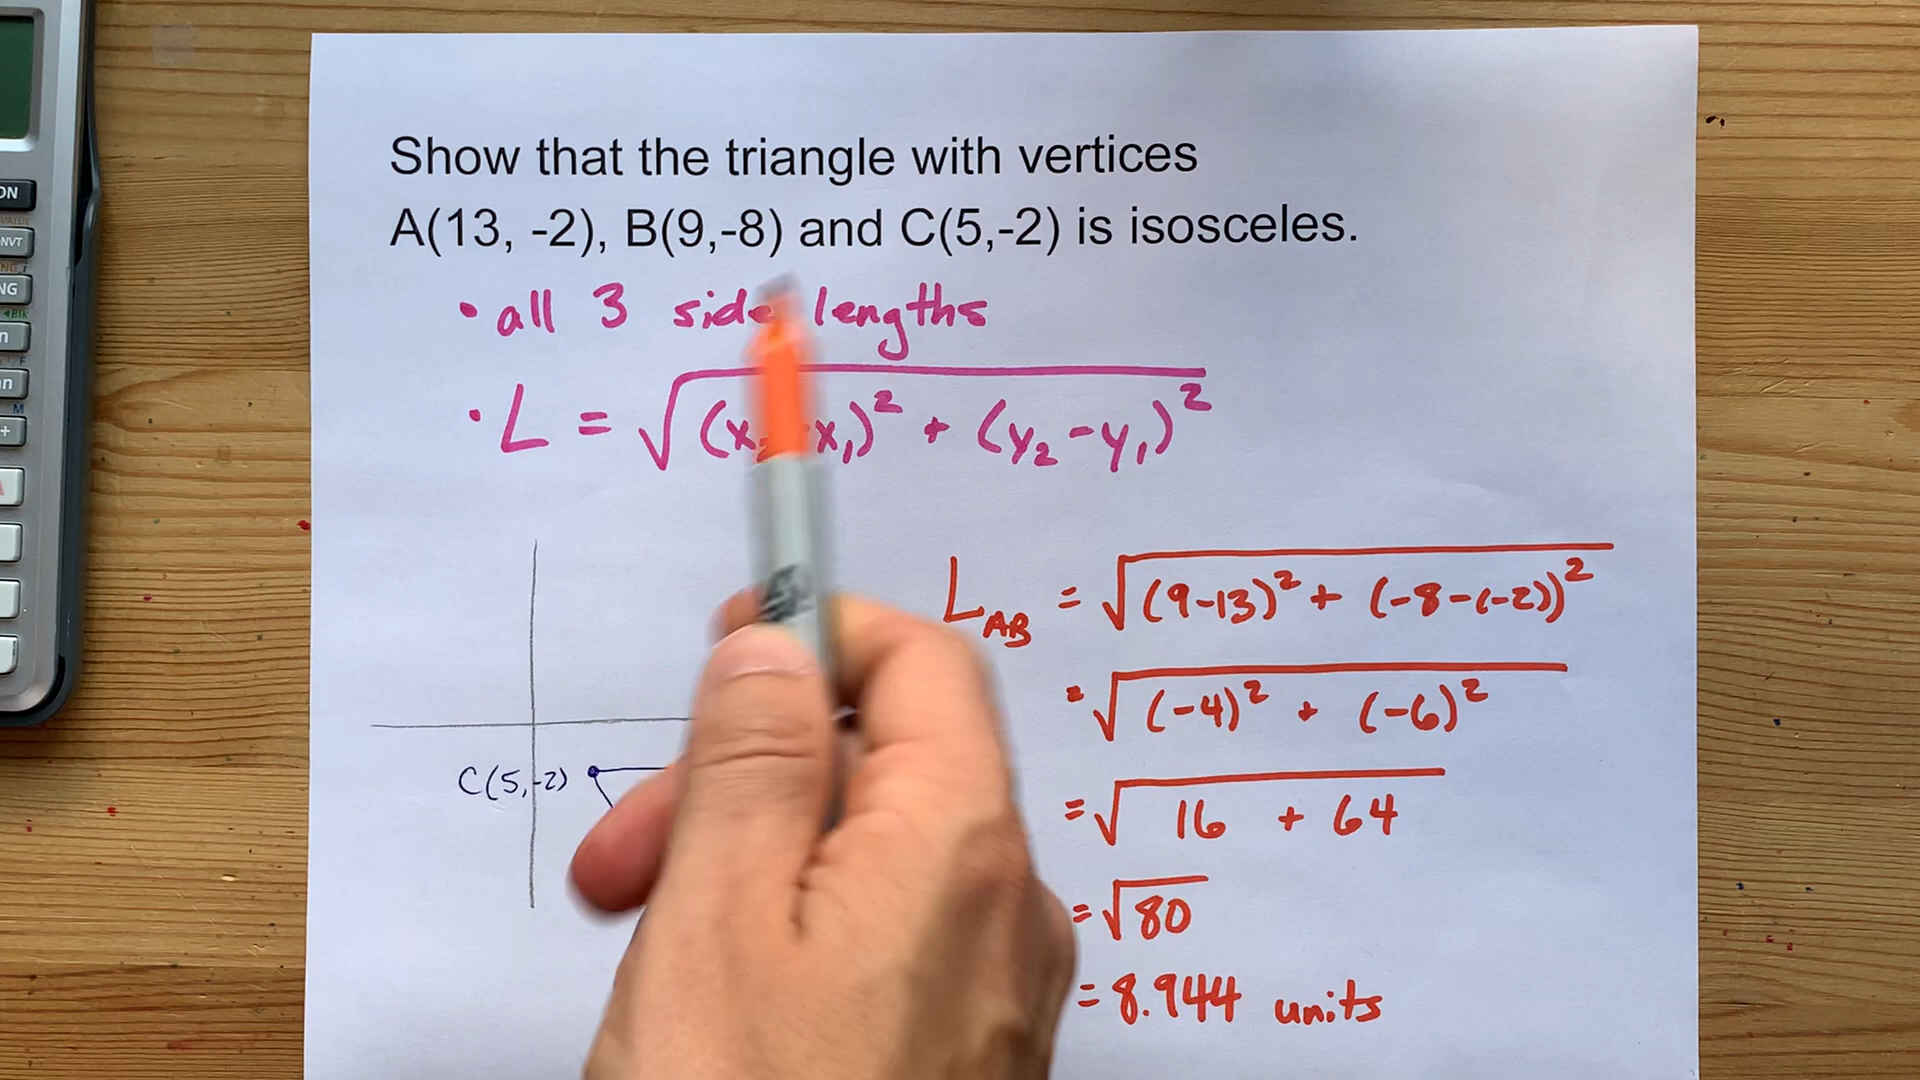 Show that the triangle with vertices
A(13, -2), B(9,-8) and C(5,-2) is isosceles.
• all 3 side lengths
• L = √(x₂-x₁)² + (y₂-y₁)²
L_AB = √(9-13)² + (-8-(-2))²
= √(-4)² + (-6)²
= √16 + 64
= √80
= 8.944 units
C(5,-2)
ON